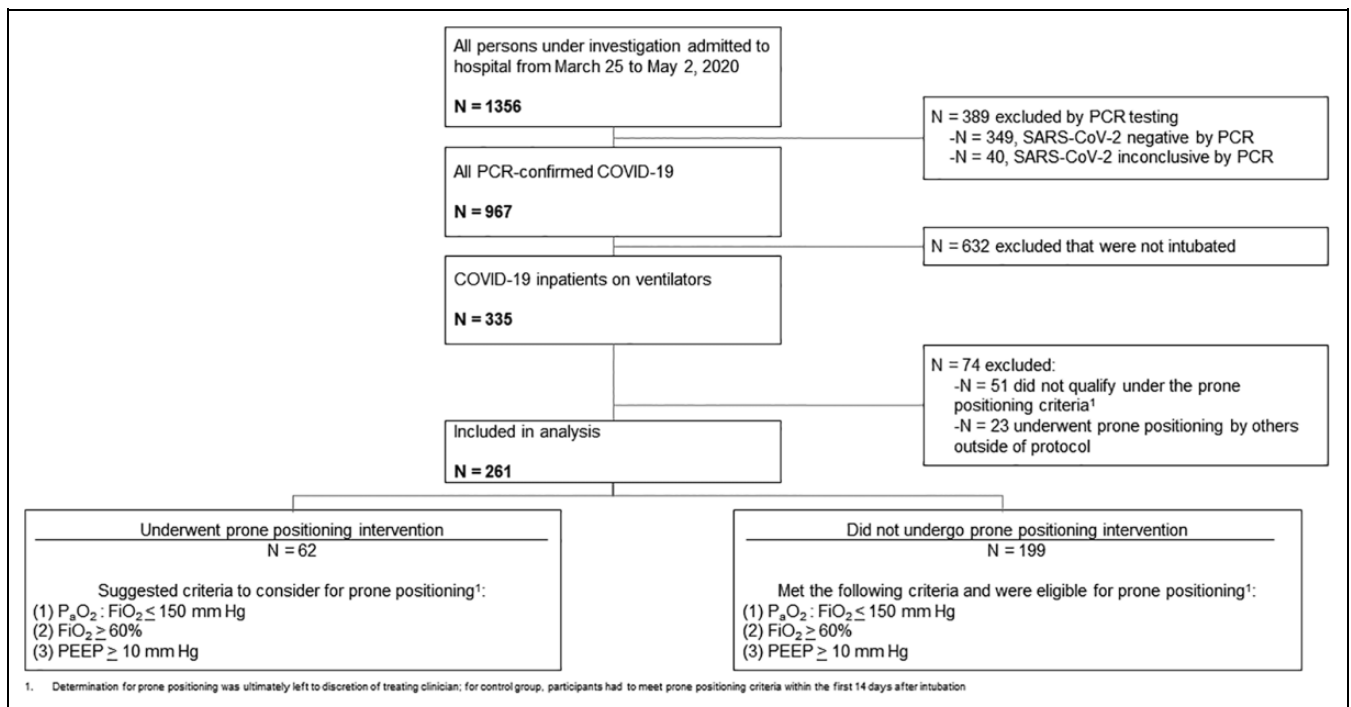 All persons under investigation admitted to
hospital from March 25 to May 2, 2020
N = 1356
N = 389 excluded by PCR testing
-N = 349, SARS-CoV-2 negative by PCR
-N = 40, SARS-CoV-2 inconclusive by PCR
All PCR-confirmed COVID-19
N = 967
N = 632 excluded that were not intubated
COVID-19 inpatients on ventilators
N = 335
N = 74 excluded:
-N = 51 did not qualify under the prone
positioning criteria¹
-N = 23 underwent prone positioning by others
outside of protocol
Included in analysis
N = 261
Underwent prone positioning intervention
N = 62
Suggested criteria to consider for prone positioning¹:
(1) PₐO₂ : FiO₂ ≤ 150 mm Hg
(2) FiO₂ ≥ 60%
(3) PEEP ≥ 10 mm Hg
Did not undergo prone positioning intervention
N = 199
Met the following criteria and were eligible for prone positioning¹:
(1) PₐO₂ : FiO₂ ≤ 150 mm Hg
(2) FiO₂ ≥ 60%
(3) PEEP ≥ 10 mm Hg
1. Determination for prone positioning was ultimately left to discretion of treating clinician; for control group, participants had to meet prone positioning criteria within the first 14 days after intubation